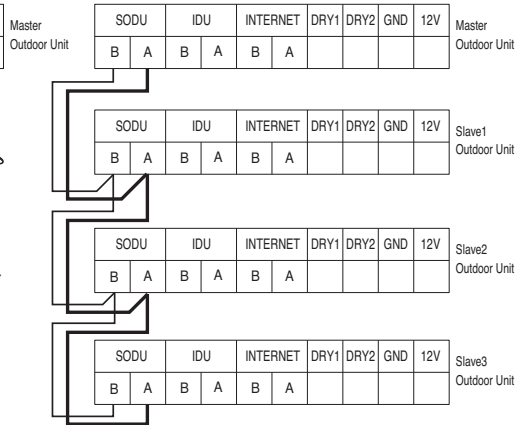 Master
Outdoor Unit
SODU IDU INTERNET DRY1 DRY2 GND 12V
B A B A B A
Master
Outdoor Unit
SODU IDU INTERNET DRY1 DRY2 GND 12V
B A B A B A
Slave1
Outdoor Unit
SODU IDU INTERNET DRY1 DRY2 GND 12V
B A B A B A
Slave2
Outdoor Unit
SODU IDU INTERNET DRY1 DRY2 GND 12V
B A B A B A
Slave3
Outdoor Unit